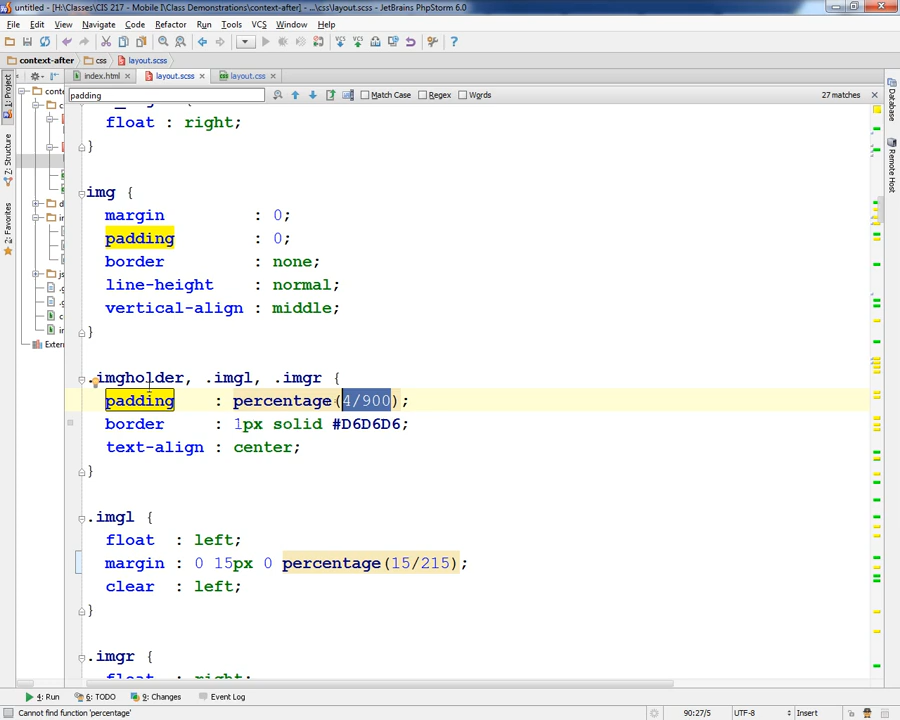 untitled - [H:\Classes\CIS 217 - Mobile I\Class Demonstrations\context-after] - ...\css\layout.scss - JetBrains PhpStorm 6.0
File Edit View Navigate Code Refactor Run Tools VCS Window Help
context-after css layout.scss
index.html layout.scss layout.css
padding Match Case Regex Words 27 matches
1: Project
Z: Structure
2: Favorites
Database
Remote Host
Exter
float : right;
}
img {
margin : 0;
padding : 0;
border : none;
line-height : normal;
vertical-align : middle;
}
.imgholder, .imgl, .imgr {
padding : percentage(4/900);
border : 1px solid #D6D6D6;
text-align : center;
}
.imgl {
float : left;
margin : 0 15px 0 percentage(15/215);
clear : left;
}
.imgr {
float : right;
4: Run 6: TODO 9: Changes Event Log
Cannot find function 'percentage' 90:27/5 UTF-8 Insert